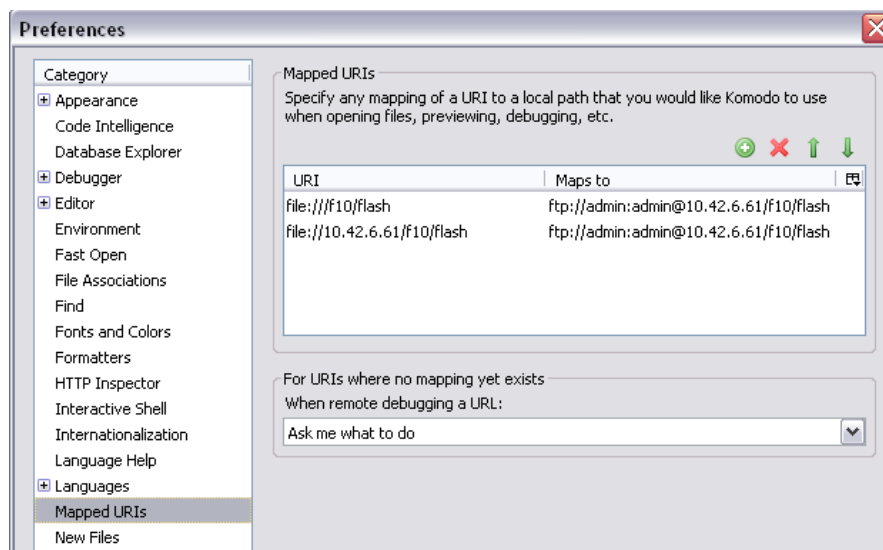 Preferences
Category
Appearance
Code Intelligence
Database Explorer
Debugger
Editor
Environment
Fast Open
File Associations
Find
Fonts and Colors
Formatters
HTTP Inspector
Interactive Shell
Internationalization
Language Help
Languages
Mapped URIs
New Files
Mapped URIs
Specify any mapping of a URI to a local path that you would like Komodo to use
when opening files, previewing, debugging, etc.
URI Maps to
file:///f10/flash ftp://admin:admin@10.42.6.61/f10/flash
file://10.42.6.61/f10/flash ftp://admin:admin@10.42.6.61/f10/flash
For URIs where no mapping yet exists
When remote debugging a URL:
Ask me what to do